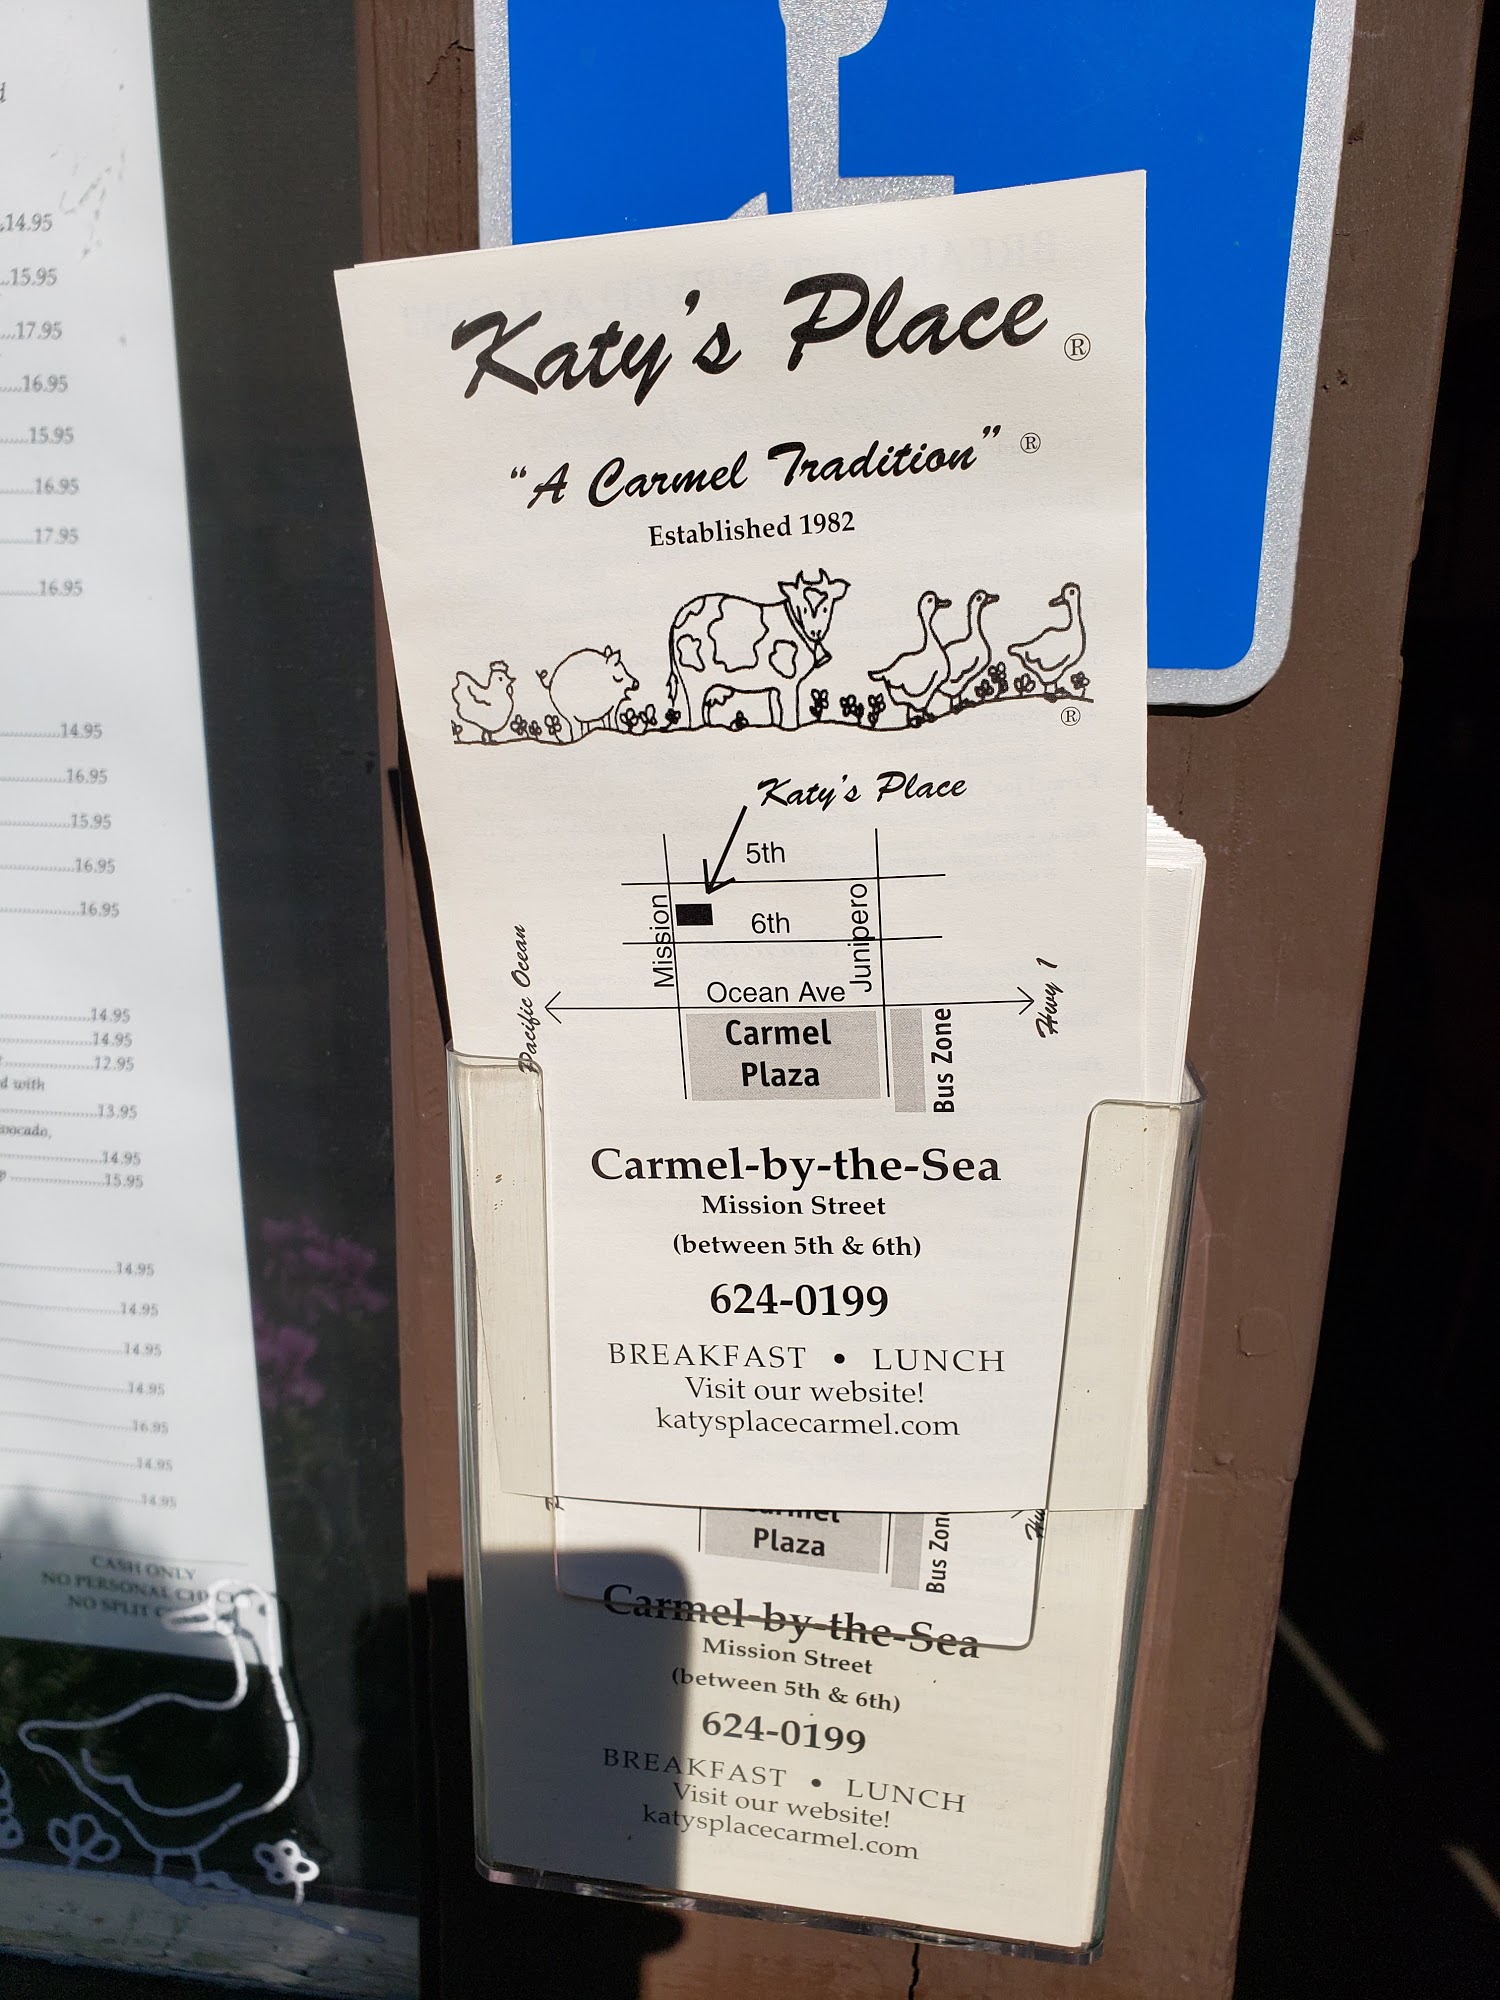 d
14.95
15.95
17.95
16.95
15.95
16.95
17.95
16.95
14.95
16.95
15.95
16.95
16.95
14.95
14.95
12.95
d with
13.95
vocado,
14.95
15.95
14.95
14.95
14.95
14.95
16.95
14.95
14.95
CASH ONLY
NO PERSONAL
NO SPLIT
Katy's Place ®
"A Carmel Tradition" ®
Established 1982
®
Katy's Place
5th
Mission
6th
Junipero
Pacific Ocean
Ocean Ave
Hwy 1
Carmel
Plaza
Bus Zone
Carmel-by-the-Sea
Mission Street
(between 5th & 6th)
624-0199
BREAKFAST • LUNCH
Visit our website!
katysplacecarmel.com
Plaza
Bus Zone
Carmel-by-the-Sea
Mission Street
(between 5th & 6th)
624-0199
BREAKFAST • LUNCH
Visit our website!
katysplacecarmel.com